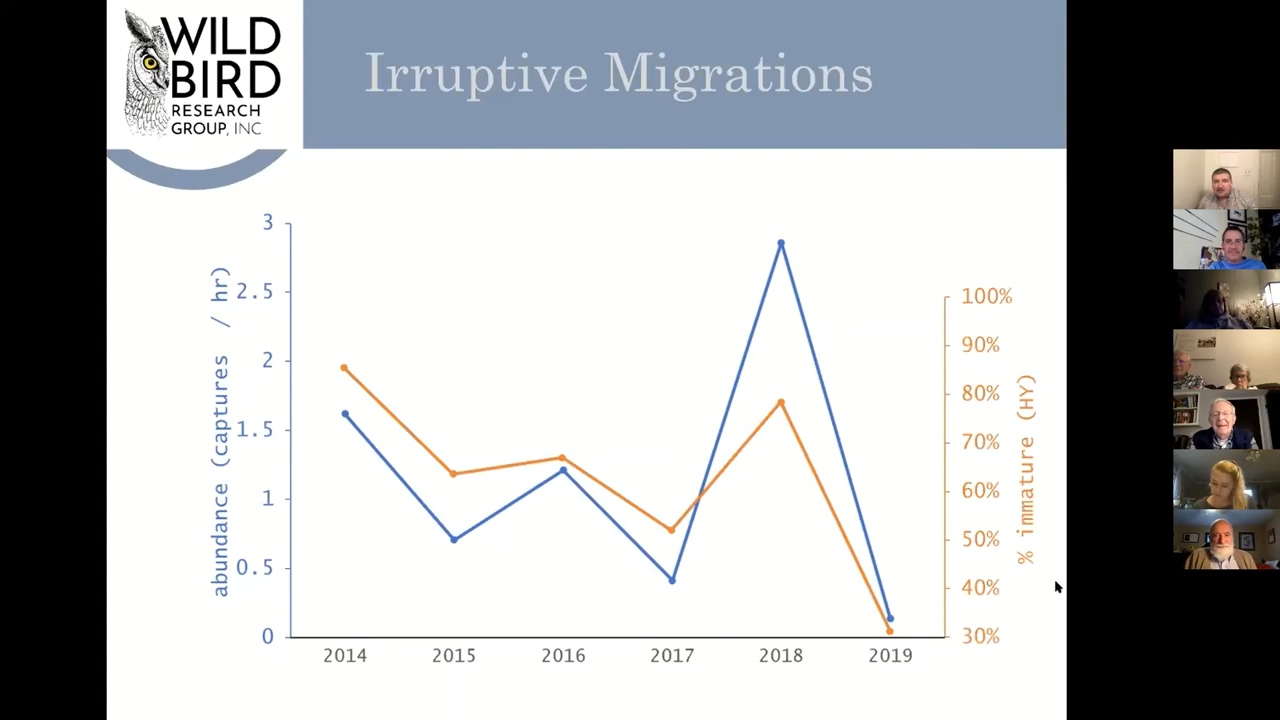 WILD
BIRD
RESEARCH
GROUP, INC
Irruptive Migrations
abundance (captures / hr)
3
2.5
2
1.5
1
0.5
0
100%
90%
80%
70%
60%
50%
40%
30%
% immature (HY)
2014 2015 2016 2017 2018 2019